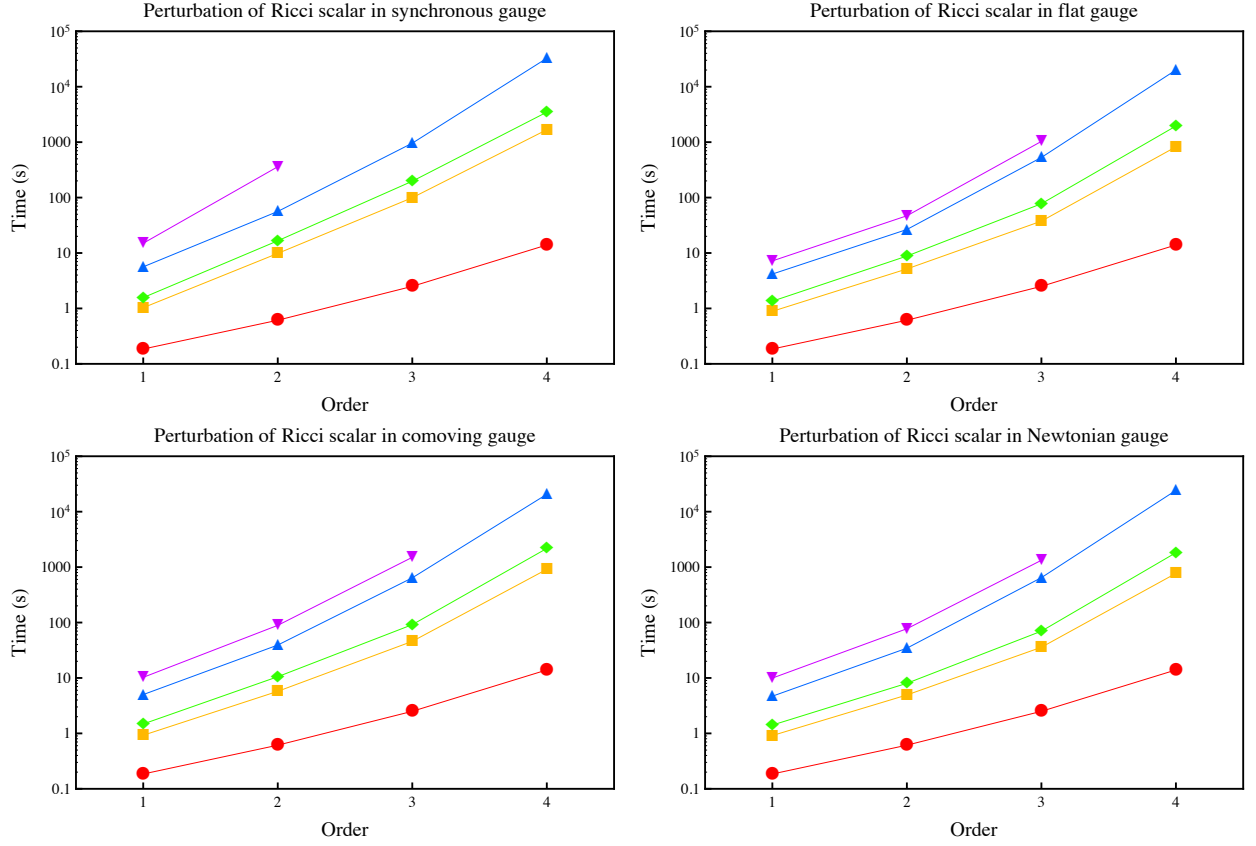 Perturbation of Ricci scalar in synchronous gauge
10^5
10^4
1000
100
10
1
0.1
Time (s)
1 2 3 4
Order
Perturbation of Ricci scalar in flat gauge
10^5
10^4
1000
100
10
1
0.1
Time (s)
1 2 3 4
Order
Perturbation of Ricci scalar in comoving gauge
10^5
10^4
1000
100
10
1
0.1
Time (s)
1 2 3 4
Order
Perturbation of Ricci scalar in Newtonian gauge
10^5
10^4
1000
100
10
1
0.1
Time (s)
1 2 3 4
Order